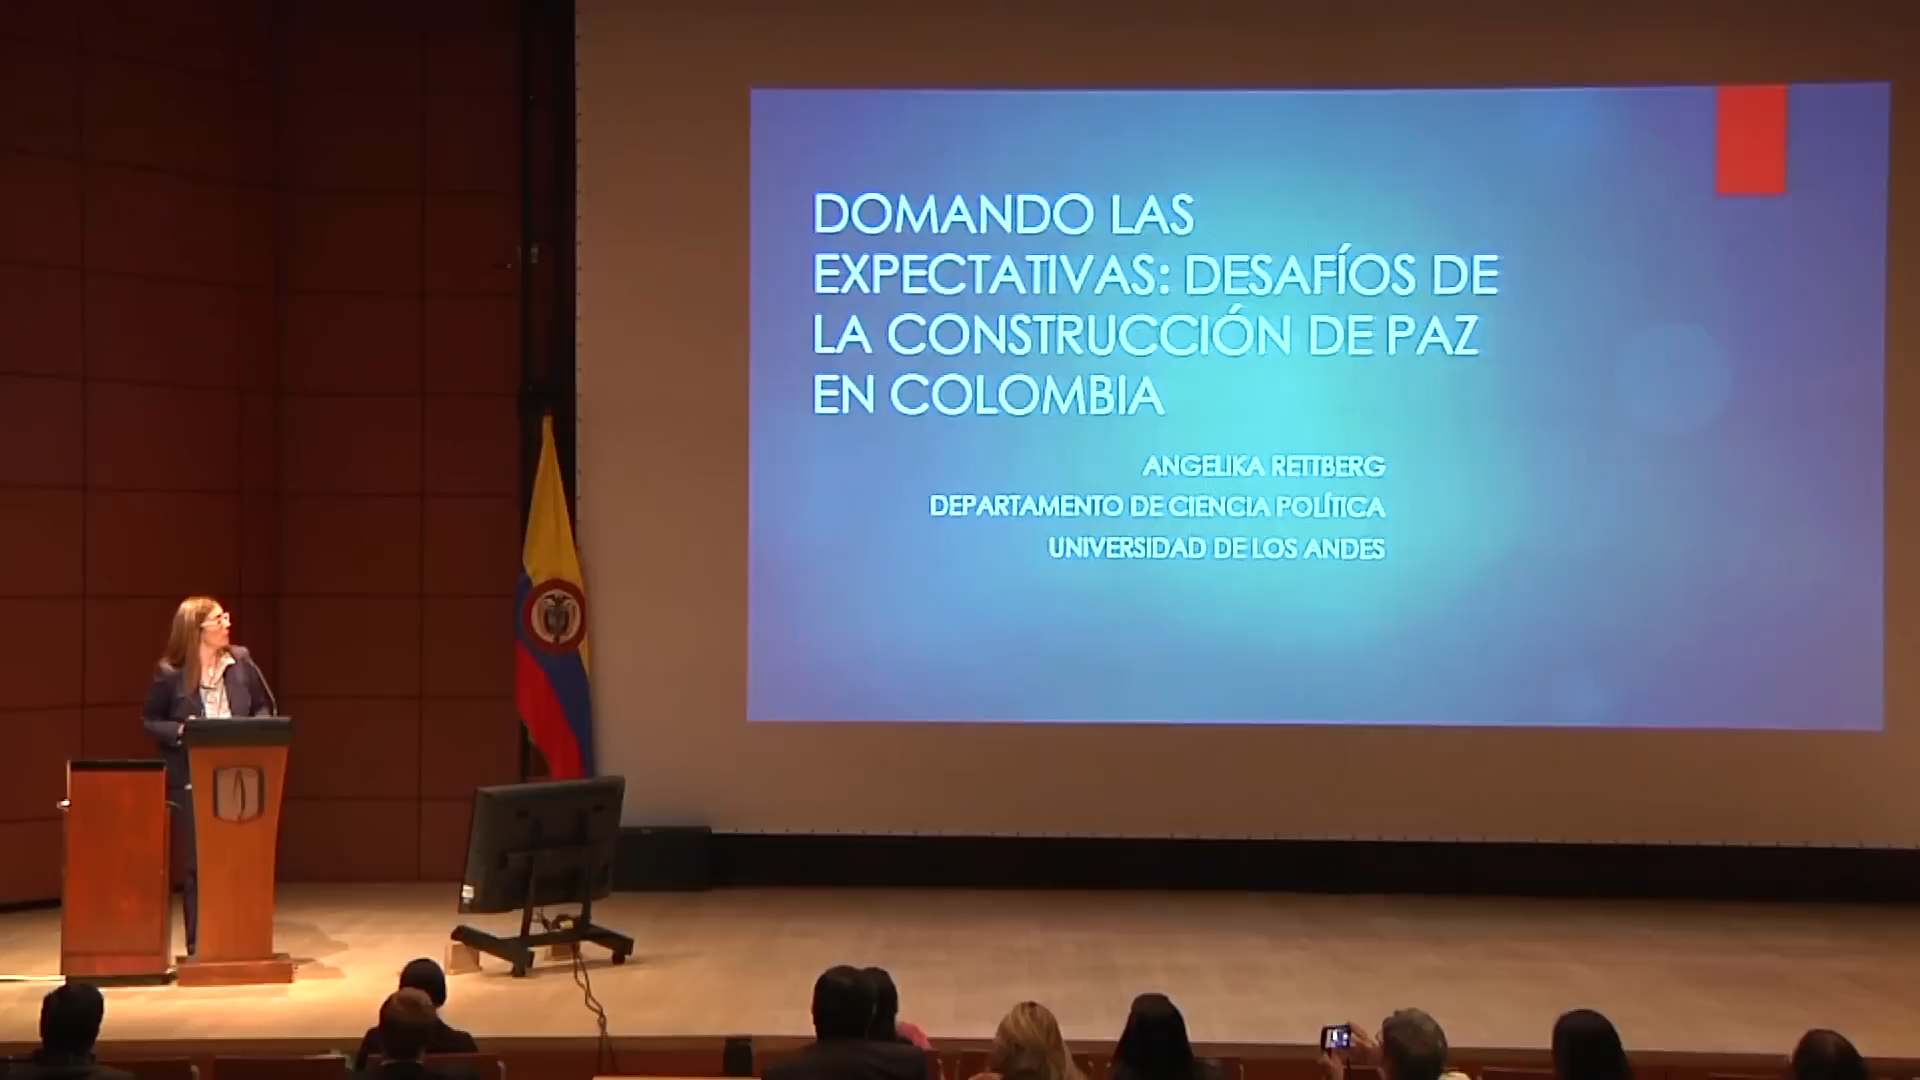 DOMANDO LAS
EXPECTATIVAS: DESAFÍOS DE
LA CONSTRUCCIÓN DE PAZ
EN COLOMBIA
ANGELIKA RETTBERG
DEPARTAMENTO DE CIENCIA POLÍTICA
UNIVERSIDAD DE LOS ANDES